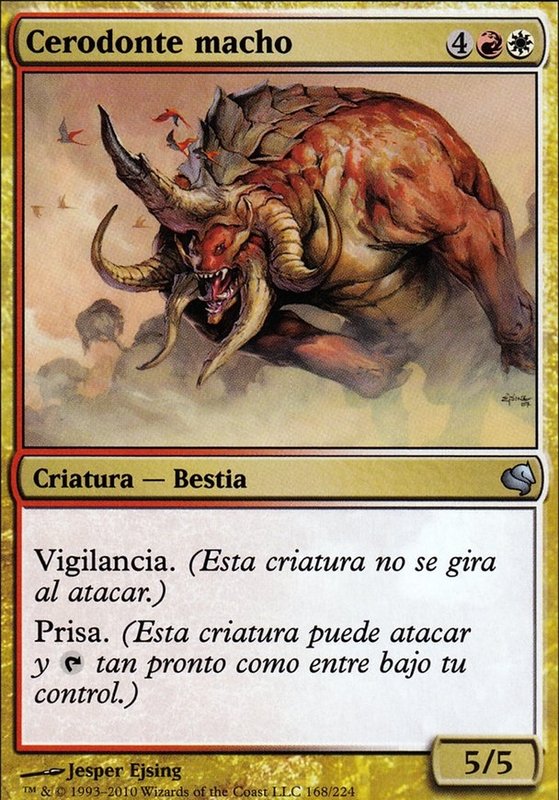 Cerodonte macho 4
Criatura — Bestia
Vigilancia. (Esta criatura no se gira
al atacar.)
Prisa. (Esta criatura puede atacar
y tan pronto como entre bajo tu
control.)
5/5
Jesper Ejsing
™ & © 1993–2010 Wizards of the Coast LLC 168/224